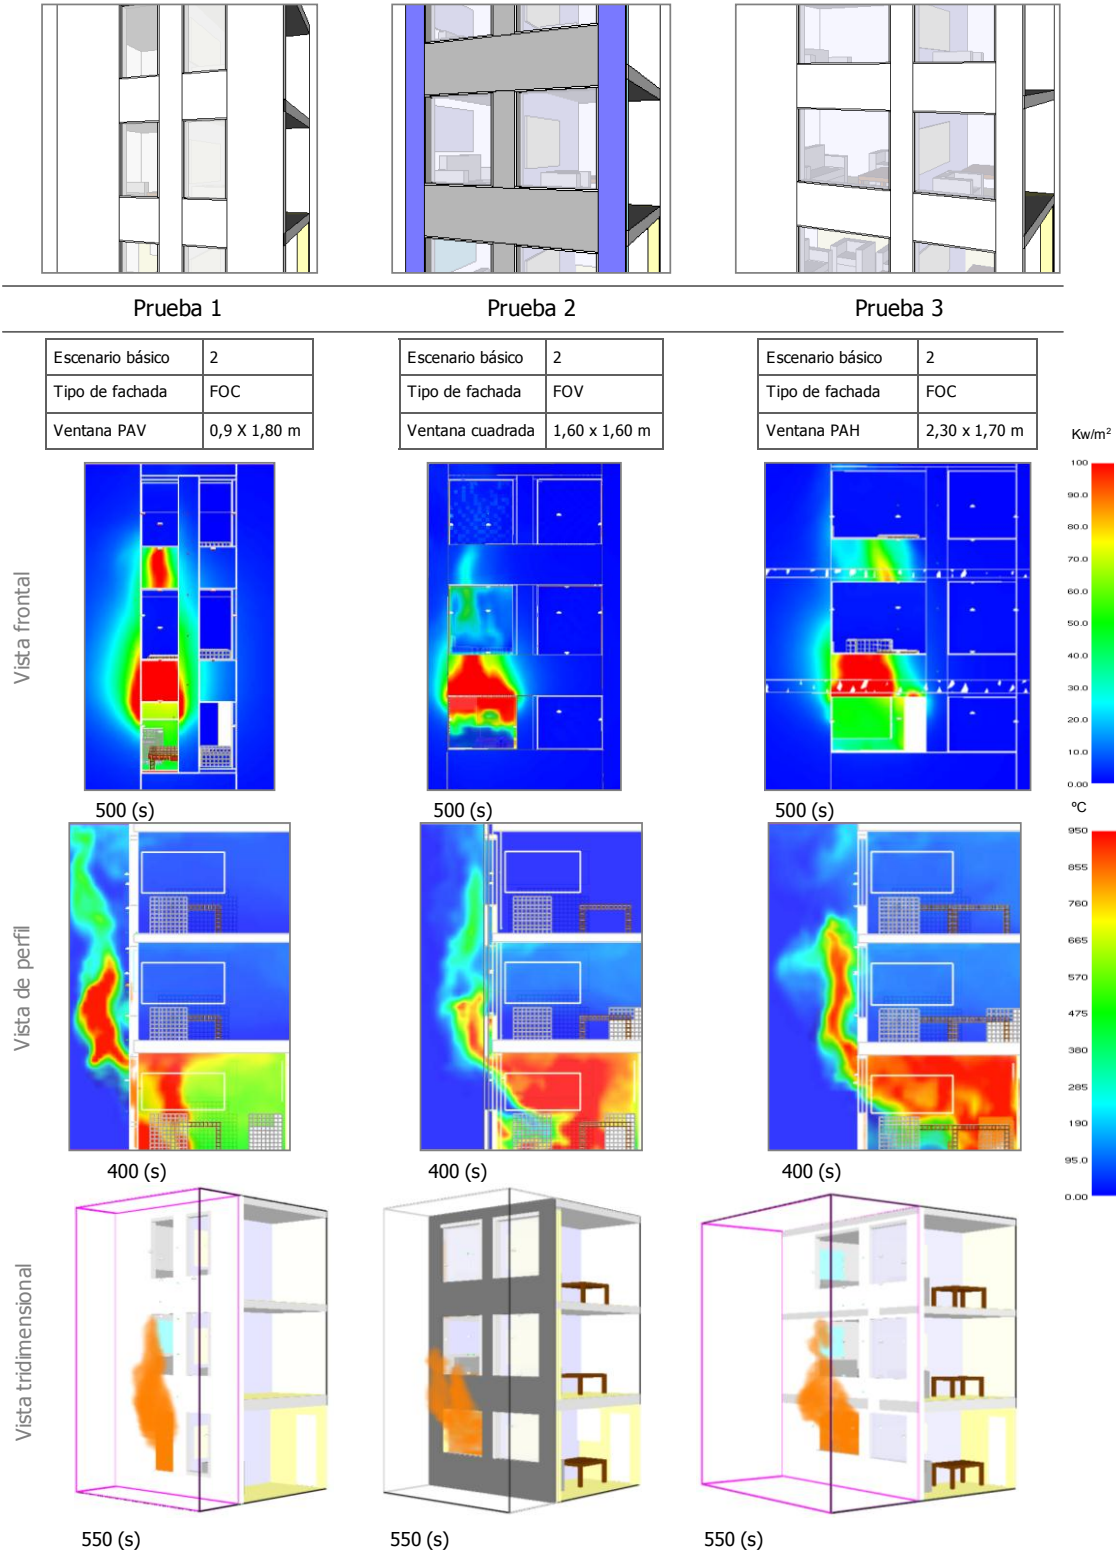 Prueba 1
Prueba 2
Prueba 3
Escenario básico 2
Tipo de fachada FOC
Ventana PAV 0,9 X 1,80 m
Escenario básico 2
Tipo de fachada FOV
Ventana cuadrada 1,60 x 1,60 m
Escenario básico 2
Tipo de fachada FOC
Ventana PAH 2,30 x 1,70 m
Kw/m²
100
90.0
80.0
70.0
60.0
50.0
40.0
30.0
20.0
10.0
0.00
Vista frontal
500 (s)
500 (s)
500 (s)
ºC
950
855
760
665
570
475
380
285
190
95.0
0.00
Vista de perfil
400 (s)
400 (s)
400 (s)
Vista tridimensional
550 (s)
550 (s)
550 (s)